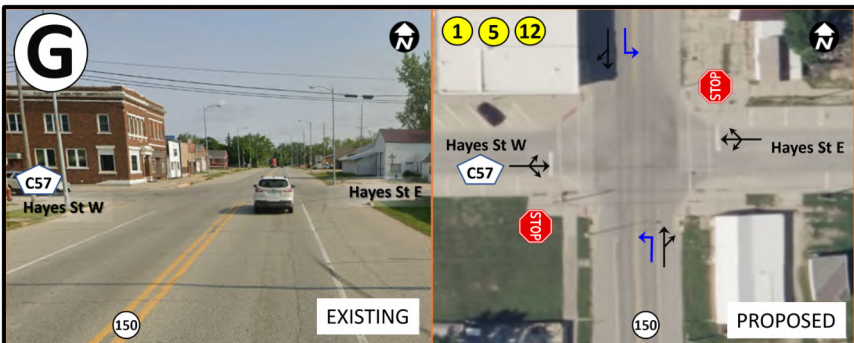 G
N
C57
Hayes St W
Hayes St E
150
EXISTING
1 5 12
N
STOP
Hayes St W
C57
Hayes St E
STOP
150
PROPOSED